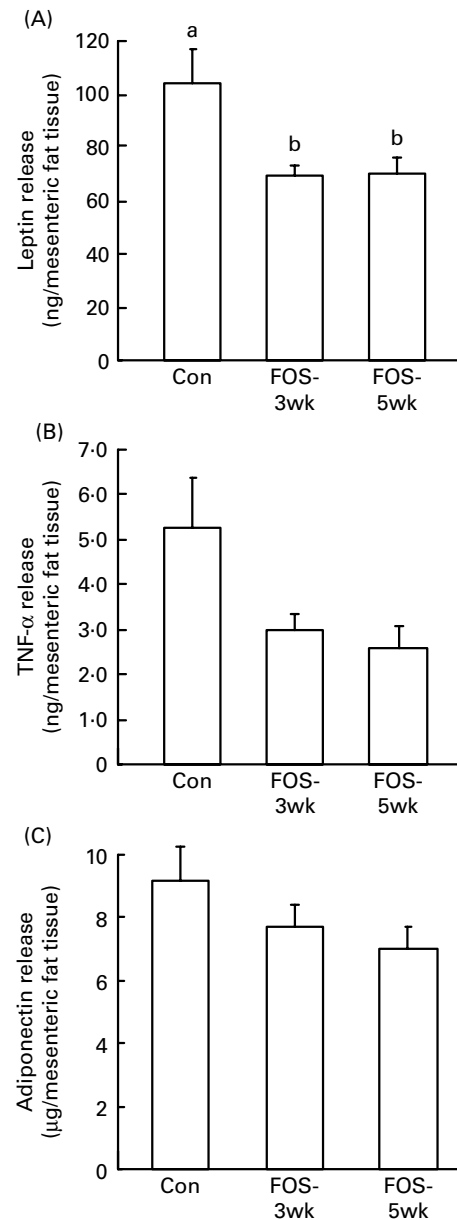 (A)
Leptin release
(ng/mesenteric fat tissue)
120
100
80
60
40
20
0
a
b
b
Con
FOS-
3wk
FOS-
5wk
(B)
TNF-α release
(ng/mesenteric fat tissue)
7·0
6·0
5·0
4·0
3·0
2·0
1·0
0
Con
FOS-
3wk
FOS-
5wk
(C)
Adiponectin release
(μg/mesenteric fat tissue)
10
8
6
4
2
0
Con
FOS-
3wk
FOS-
5wk